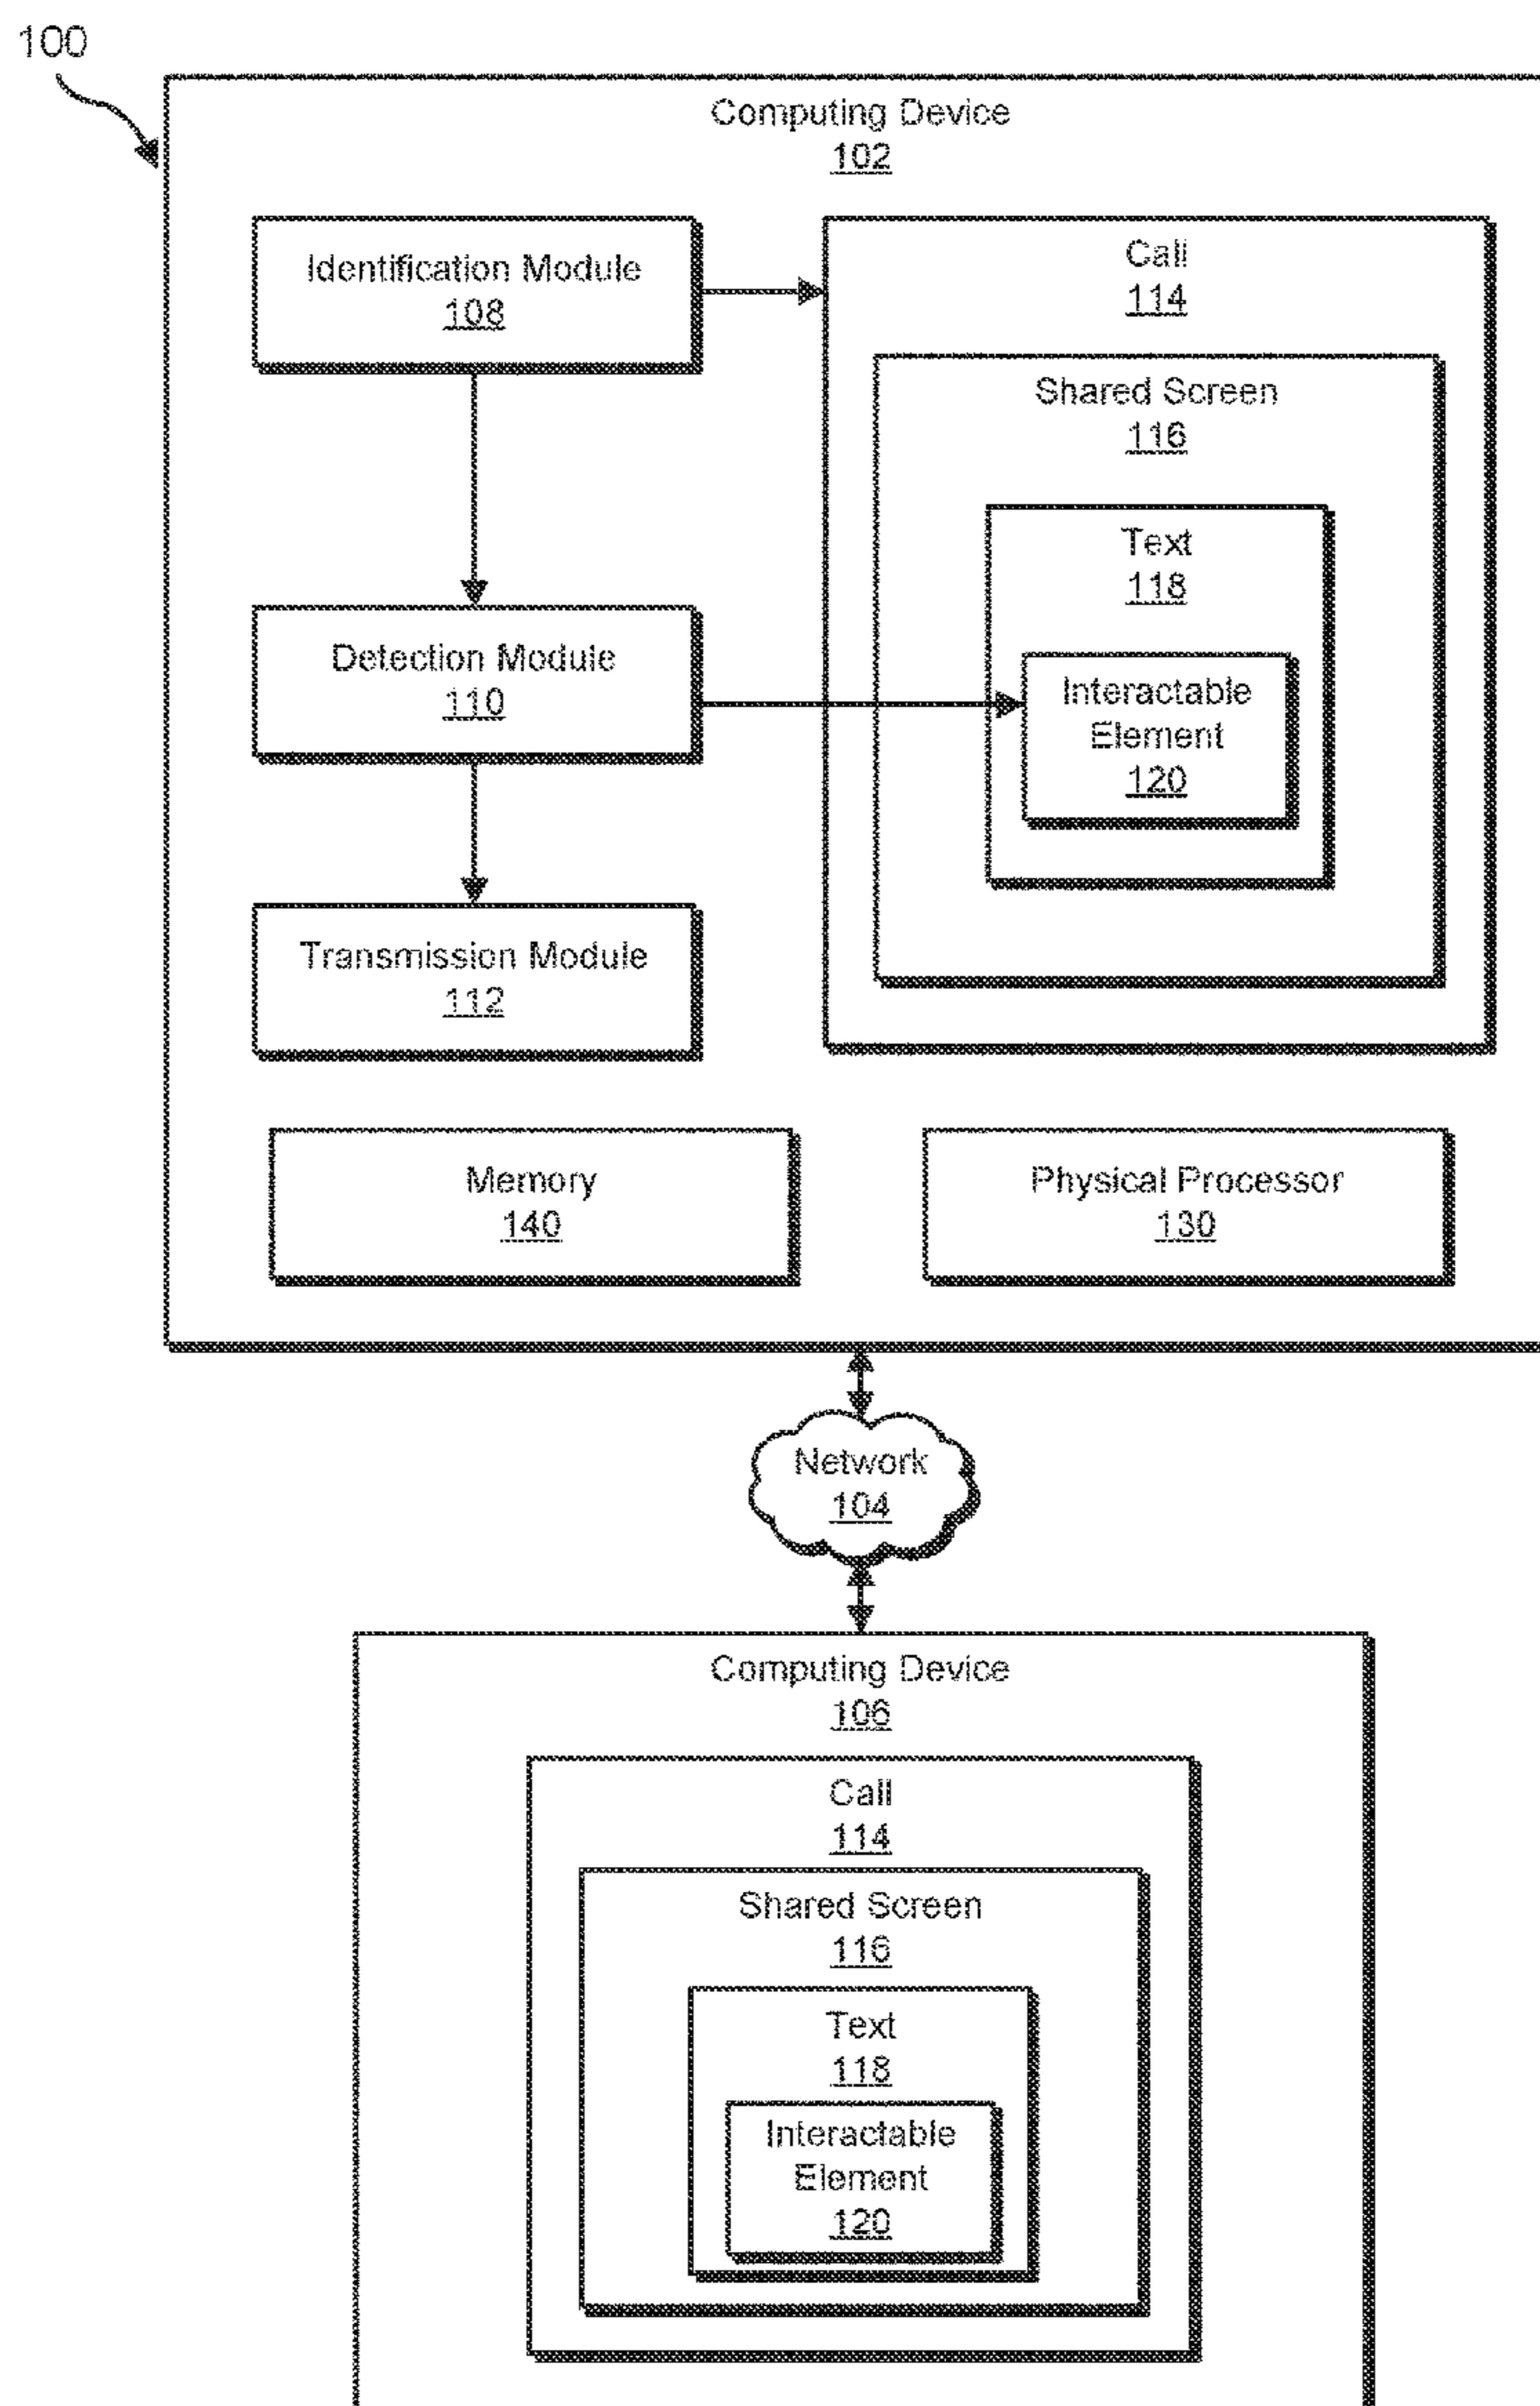 100
Computing Device
102
Identification Module
108
Call
114
Shared Screen
116
Text
118
Detection Module
110
Interactable
Element
120
Transmission Module
112
Memory
140
Physical Processor
130
Network
104
Computing Device
106
Call
114
Shared Screen
116
Text
118
Interactable
Element
120